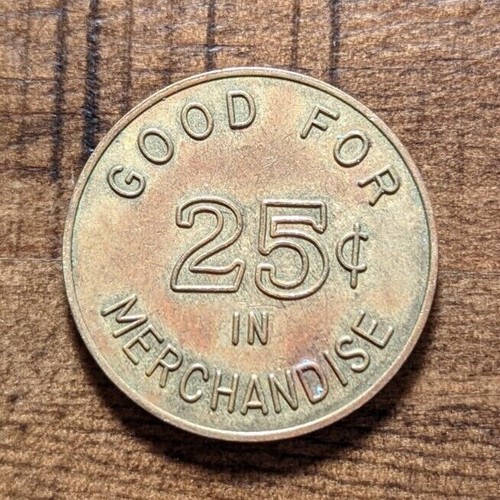 GOOD FOR
25¢
IN
MERCHANDISE